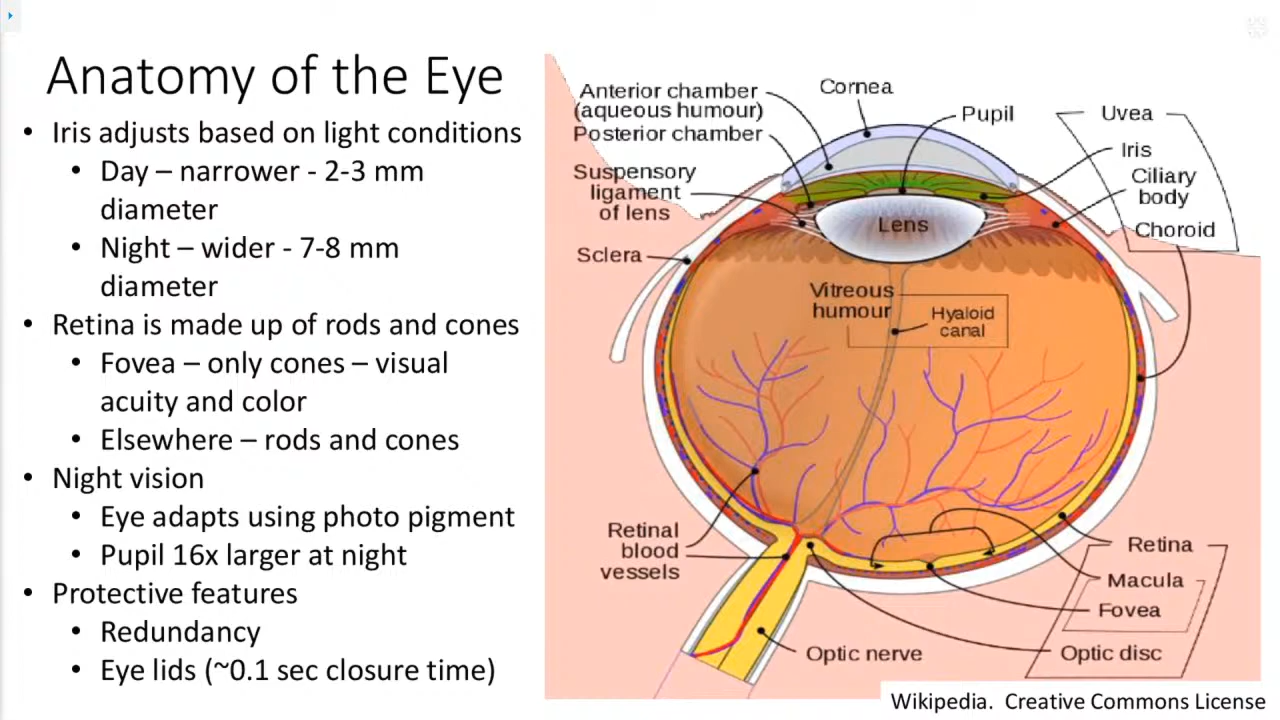 Anatomy of the Eye
• Iris adjusts based on light conditions
• Day – narrower - 2-3 mm
diameter
• Night – wider - 7-8 mm
diameter
• Retina is made up of rods and cones
• Fovea – only cones – visual
acuity and color
• Elsewhere – rods and cones
• Night vision
• Eye adapts using photo pigment
• Pupil 16x larger at night
• Protective features
• Redundancy
• Eye lids (~0.1 sec closure time)
Anterior chamber
(aqueous humour)
Posterior chamber
Suspensory
ligament
of lens
Sclera
Cornea
Pupil
Uvea
Iris
Ciliary
body
Choroid
Lens
Vitreous
humour
Hyaloid
canal
Retinal
blood
vessels
Optic nerve
Retina
Macula
Fovea
Optic disc
Wikipedia. Creative Commons License